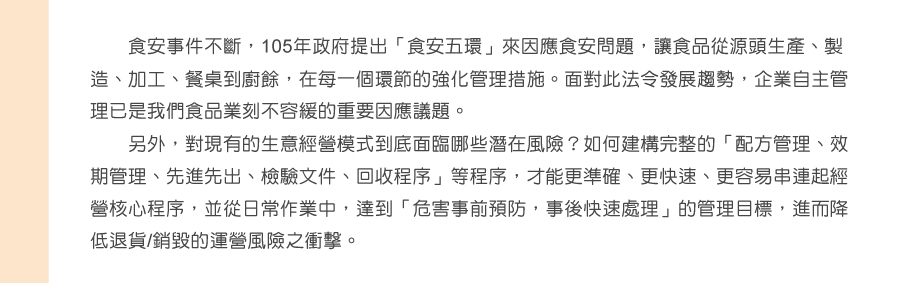 食安事件不斷，105年政府提出「食安五環」來因應食安問題，讓食品從源頭生產、製
造、加工、餐桌到廚餘，在每一個環節的強化管理措施。面對此法令發展趨勢，企業自主管
理已是我們食品業刻不容緩的重要因應議題。
另外，對現有的生意經營模式到底面臨哪些潛在風險？如何建構完整的「配方管理、效
期管理、先進先出、檢驗文件、回收程序」等程序，才能更準確、更快速、更容易串連起經
營核心程序，並從日常作業中，達到「危害事前預防，事後快速處理」的管理目標，進而降
低退貨/銷毀的運營風險之衝擊。